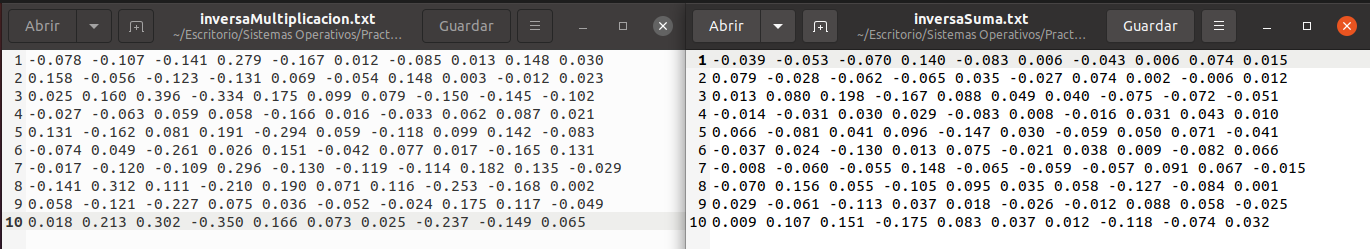 Abrir
inversaMultiplicacion.txt
~/Escritorio/Sistemas Operativos/Pract...
Guardar
1 -0.078 -0.107 -0.141 0.279 -0.167 0.012 -0.085 0.013 0.148 0.030
2 0.158 -0.056 -0.123 -0.131 0.069 -0.054 0.148 0.003 -0.012 0.023
3 0.025 0.160 0.396 -0.334 0.175 0.099 0.079 -0.150 -0.145 -0.102
4 -0.027 -0.063 0.059 0.058 -0.166 0.016 -0.033 0.062 0.087 0.021
5 0.131 -0.162 0.081 0.191 -0.294 0.059 -0.118 0.099 0.142 -0.083
6 -0.074 0.049 -0.261 0.026 0.151 -0.042 0.077 0.017 -0.165 0.131
7 -0.017 -0.120 -0.109 0.296 -0.130 -0.119 -0.114 0.182 0.135 -0.029
8 -0.141 0.312 0.111 -0.210 0.190 0.071 0.116 -0.253 -0.168 0.002
9 0.058 -0.121 -0.227 0.075 0.036 -0.052 -0.024 0.175 0.117 -0.049
10 0.018 0.213 0.302 -0.350 0.166 0.073 0.025 -0.237 -0.149 0.065
Abrir
inversaSuma.txt
~/Escritorio/Sistemas Operativos/Pract...
Guardar
1 -0.039 -0.053 -0.070 0.140 -0.083 0.006 -0.043 0.006 0.074 0.015
2 0.079 -0.028 -0.062 -0.065 0.035 -0.027 0.074 0.002 -0.006 0.012
3 0.013 0.080 0.198 -0.167 0.088 0.049 0.040 -0.075 -0.072 -0.051
4 -0.014 -0.031 0.030 0.029 -0.083 0.008 -0.016 0.031 0.043 0.010
5 0.066 -0.081 0.041 0.096 -0.147 0.030 -0.059 0.050 0.071 -0.041
6 -0.037 0.024 -0.130 0.013 0.075 -0.021 0.038 0.009 -0.082 0.066
7 -0.008 -0.060 -0.055 0.148 -0.065 -0.059 -0.057 0.091 0.067 -0.015
8 -0.070 0.156 0.055 -0.105 0.095 0.035 0.058 -0.127 -0.084 0.001
9 0.029 -0.061 -0.113 0.037 0.018 -0.026 -0.012 0.088 0.058 -0.025
10 0.009 0.107 0.151 -0.175 0.083 0.037 0.012 -0.118 -0.074 0.032